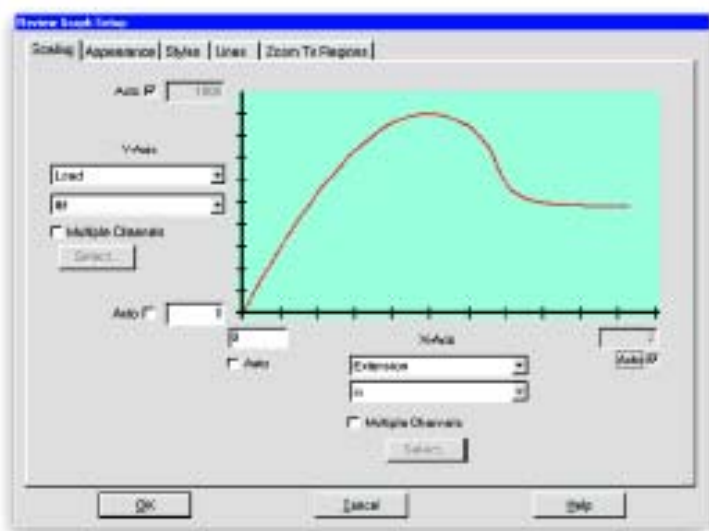 Review Graph Setup
Scaling Appearance Styles Lines Zoom To Regions
Auto 1000
Y-Axis
Load
lbf
Multiple Channels
Select...
Auto
0
X-Axis
Auto
Auto
Extension
in
Multiple Channels
Select...
OK Cancel Help